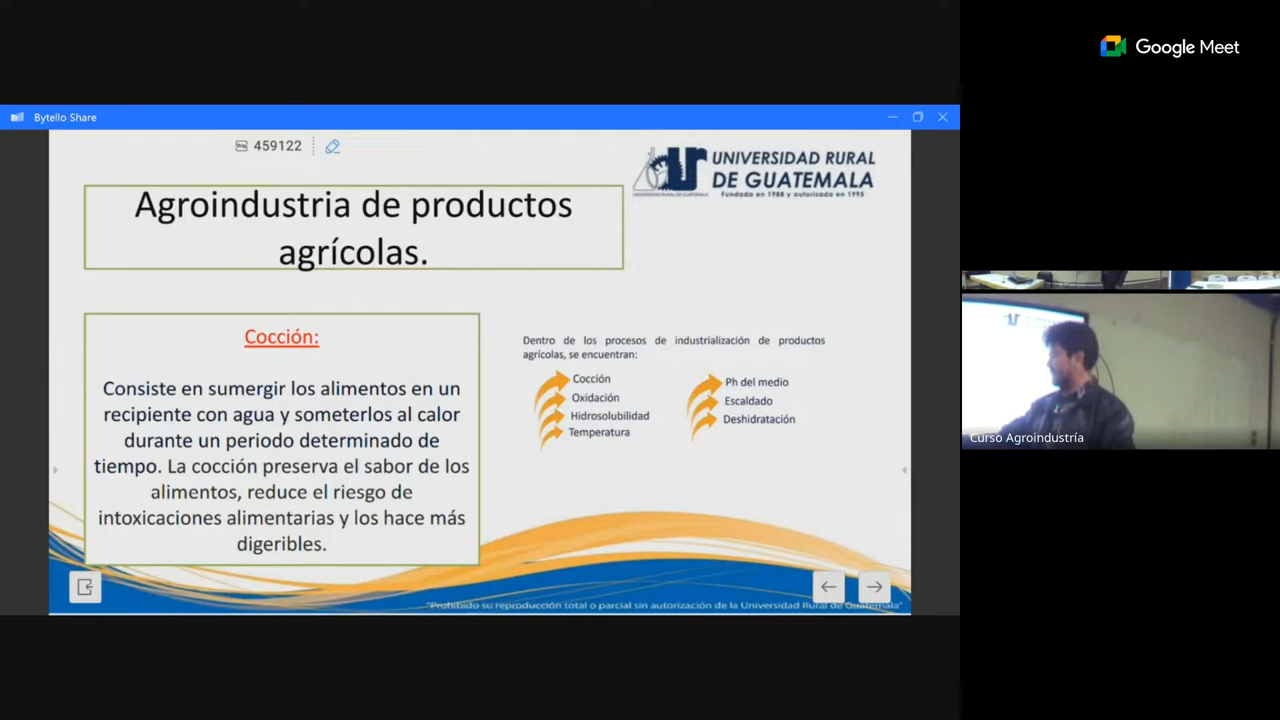 Google Meet
Bytello Share
459122
UNIVERSIDAD RURAL
DE GUATEMALA
Fundada en 1988 y autorizada en 1995
Agroindustria de productos
agrícolas.
Cocción:
Consiste en sumergir los alimentos en un
recipiente con agua y someterlos al calor
durante un periodo determinado de
tiempo. La cocción preserva el sabor de los
alimentos, reduce el riesgo de
intoxicaciones alimentarias y los hace más
digeribles.
Dentro de los procesos de industrialización de productos
agrícolas, se encuentran:
Cocción
Oxidación
Hidrosolubilidad
Temperatura
Ph del medio
Escaldado
Deshidratación
"Prohibido su reproducción total o parcial sin autorización de la Universidad Rural de Guatemala"
Curso Agroindustría